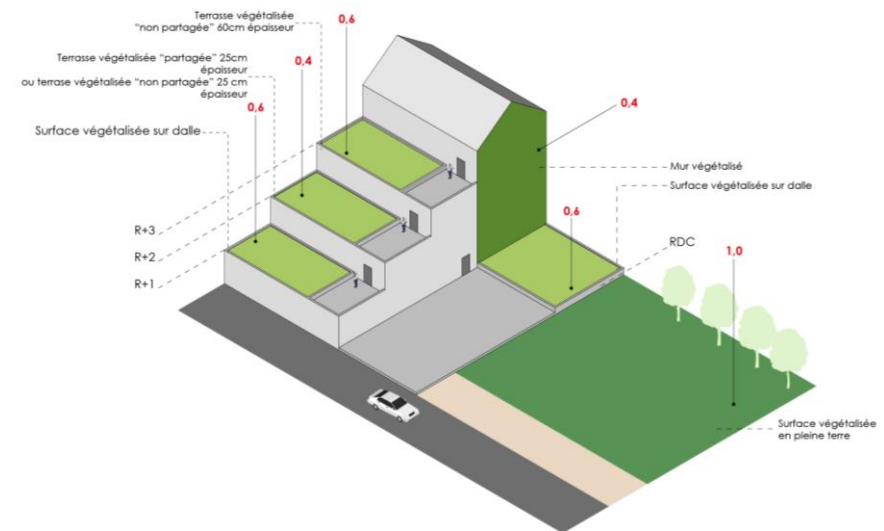 Terrasse végétalisée
“non partagée” 60cm
épaisseur
0,6
Terrasse végétalisée “partagée” 25cm
épaisseur
ou terrase végétalisée “non partagée” 25 cm
épaisseur
0,4
0,6
Surface végétalisée sur dalle
R+3
R+2
R+1
0,4
Mur végétalisé
Surface végétalisée sur dalle
0,6
RDC
1,0
Surface végétalisée
en pleine terre